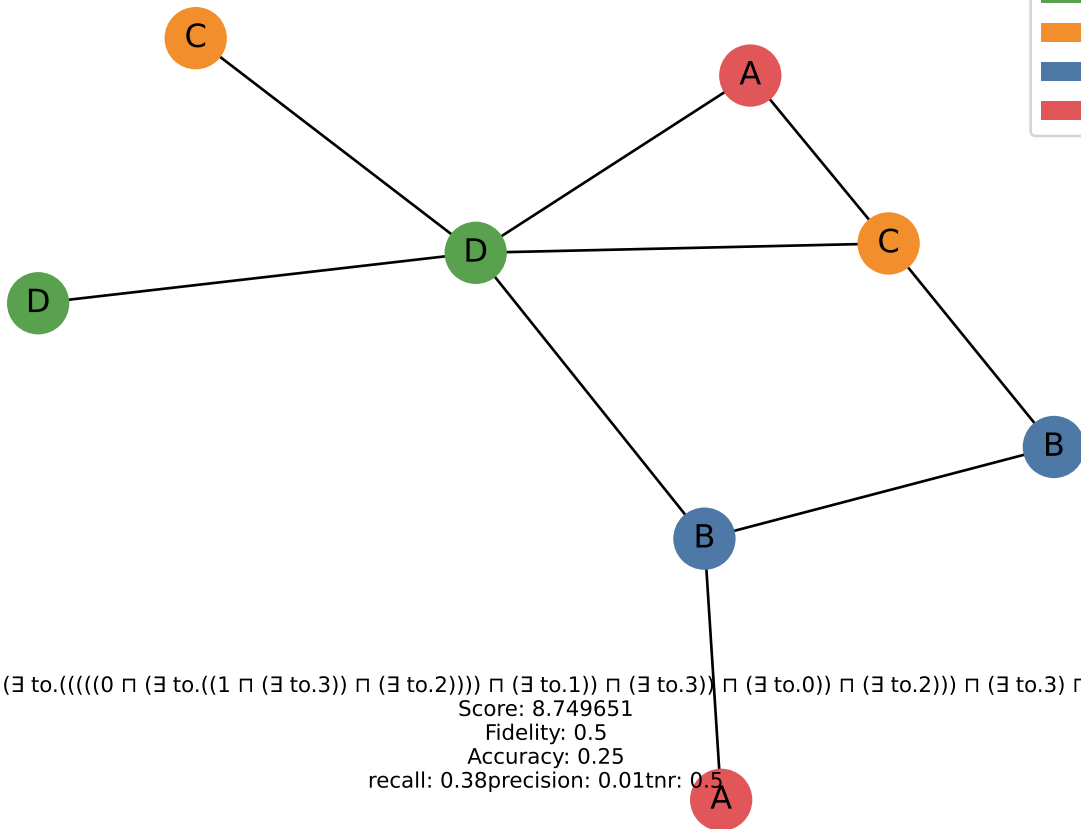 C
A
D
C
D
B
B
(∃ to.(((((0 ⊓ (∃ to.((1 ⊓ (∃ to.3)) ⊓ (∃ to.2)))) ⊓ (∃ to.1)) ⊓ (∃ to.3)) ⊓ (∃ to.0)) ⊓ (∃ to.2))) ⊓ (∃ to.3) ⊓
Score: 8.749651
Fidelity: 0.5
Accuracy: 0.25
recall: 0.38precision: 0.01tnr: 0.5
A